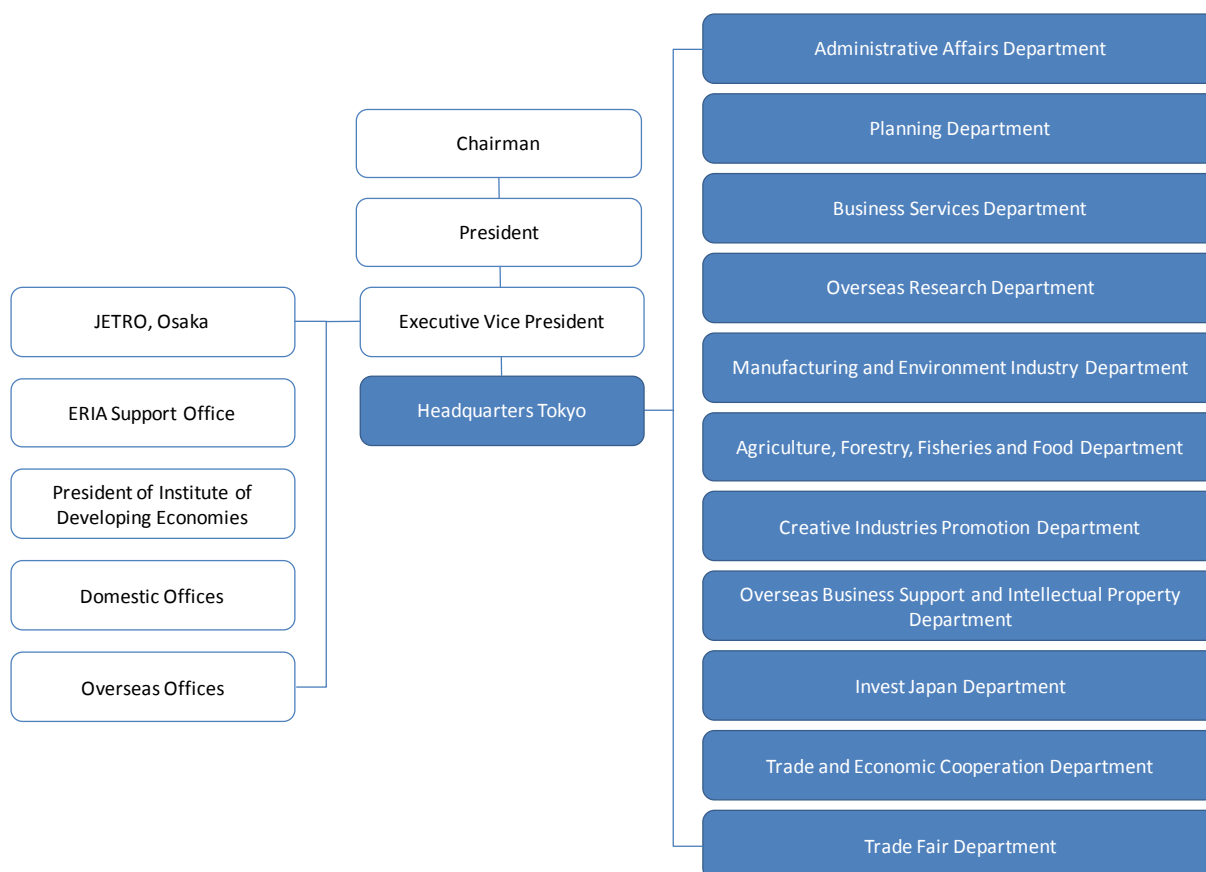 Chairman
President
Executive Vice President
Headquarters Tokyo
JETRO, Osaka
ERIA Support Office
President of Institute of
Developing Economies
Domestic Offices
Overseas Offices
Administrative Affairs Department
Planning Department
Business Services Department
Overseas Research Department
Manufacturing and Environment Industry Department
Agriculture, Forestry, Fisheries and Food Department
Creative Industries Promotion Department
Overseas Business Support and Intellectual Property
Department
Invest Japan Department
Trade and Economic Cooperation Department
Trade Fair Department